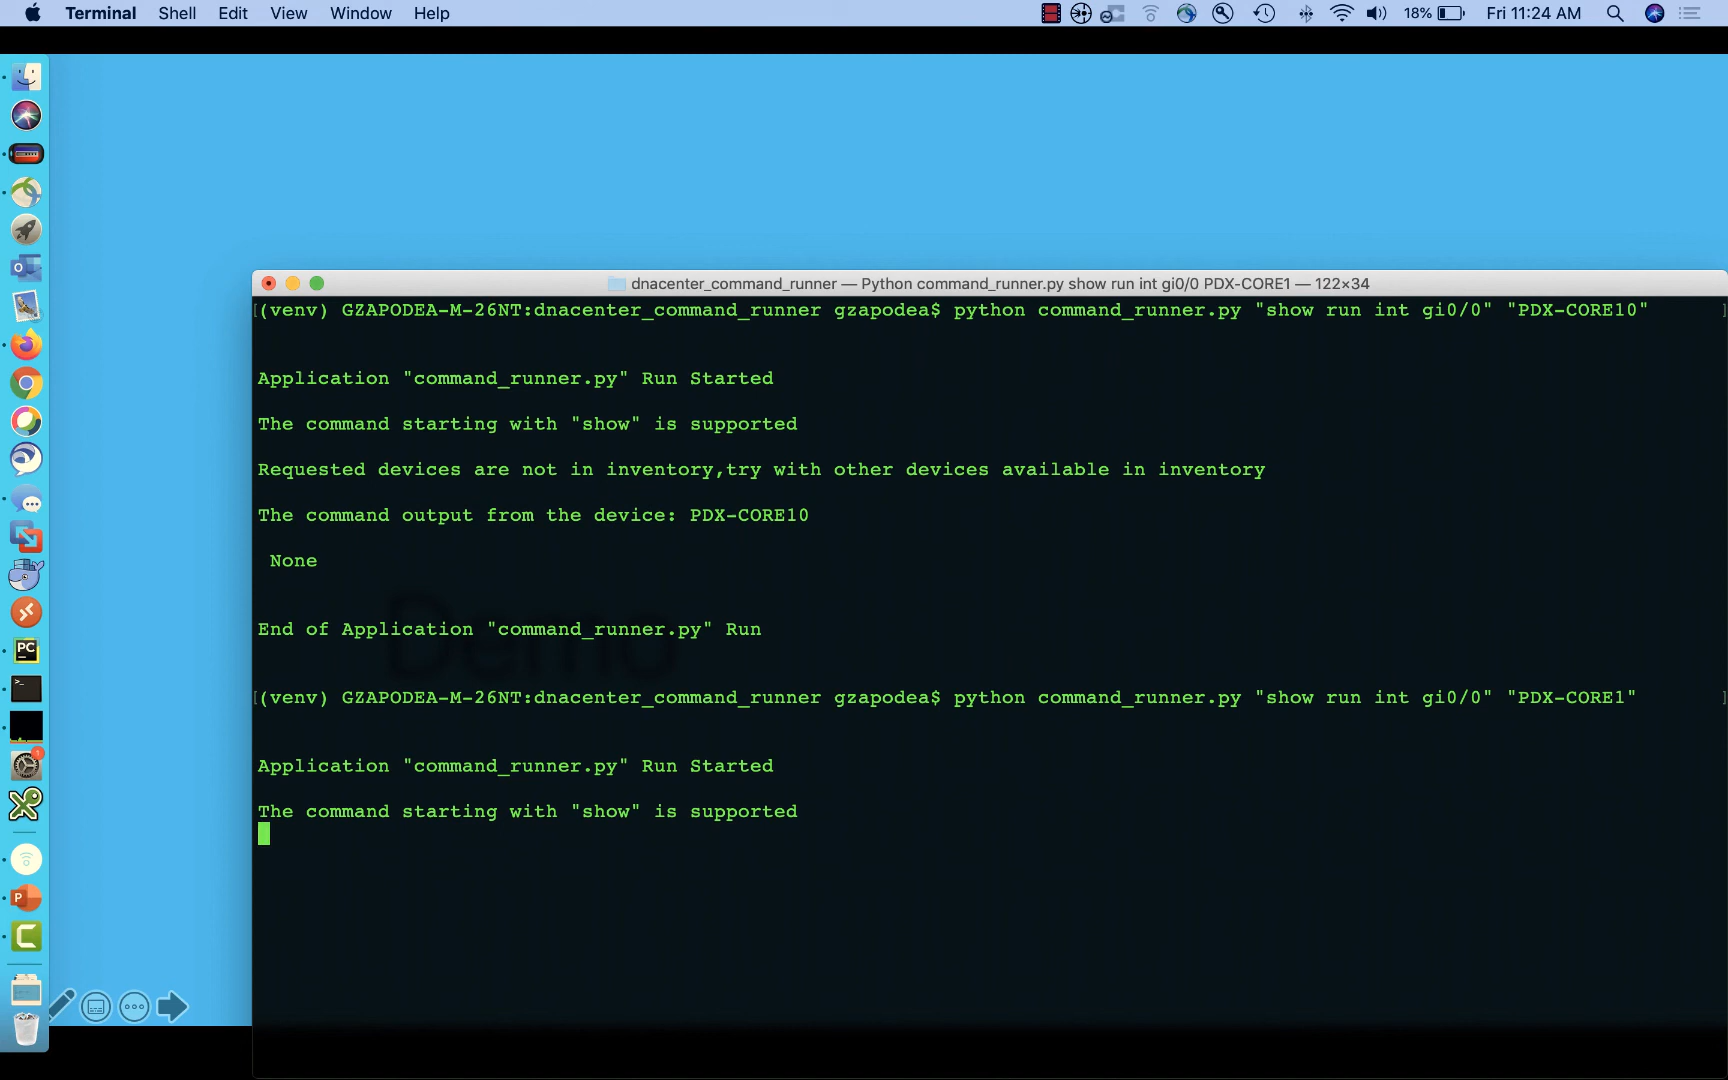 Terminal Shell Edit View Window Help 18% Fri 11:24 AM
dnacenter_command_runner — Python command_runner.py show run int gi0/0 PDX-CORE1 — 122×34
(venv) GZAPODEA-M-26NT:dnacenter_command_runner gzapodea$ python command_runner.py "show run int gi0/0" "PDX-CORE10"
Application "command_runner.py" Run Started
The command starting with "show" is supported
Requested devices are not in inventory,try with other devices available in inventory
The command output from the device: PDX-CORE10
None
Demo
End of Application "command_runner.py" Run
(venv) GZAPODEA-M-26NT:dnacenter_command_runner gzapodea$ python command_runner.py "show run int gi0/0" "PDX-CORE1"
Application "command_runner.py" Run Started
The command starting with "show" is supported
PC
P
C